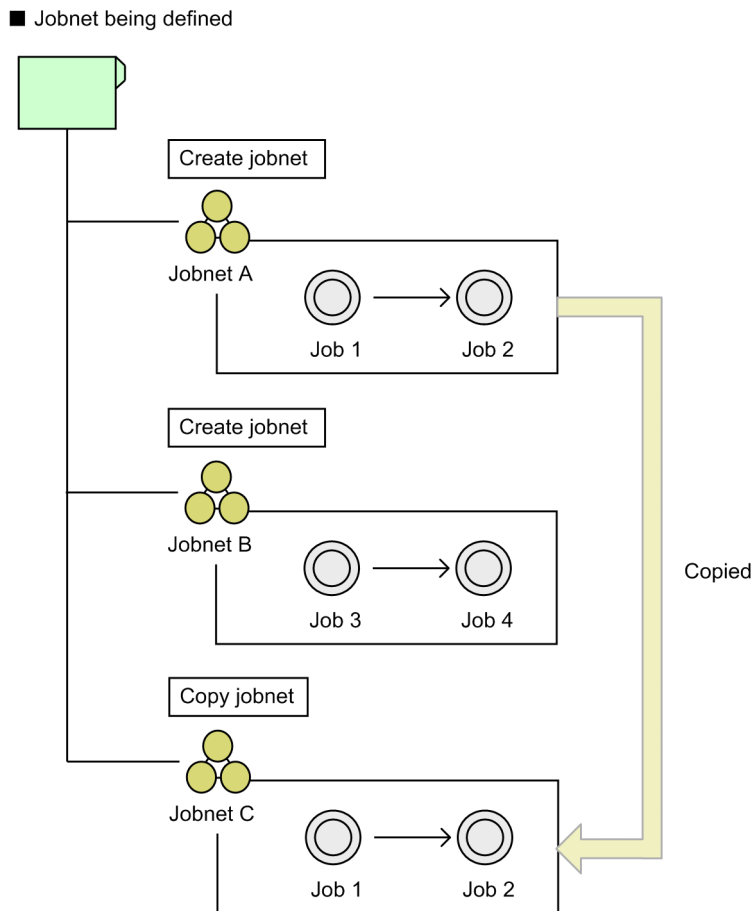 ■ Jobnet being defined
Create jobnet
Jobnet A
Job 1
Job 2
Create jobnet
Jobnet B
Job 3
Job 4
Copied
Copy jobnet
Jobnet C
Job 1
Job 2